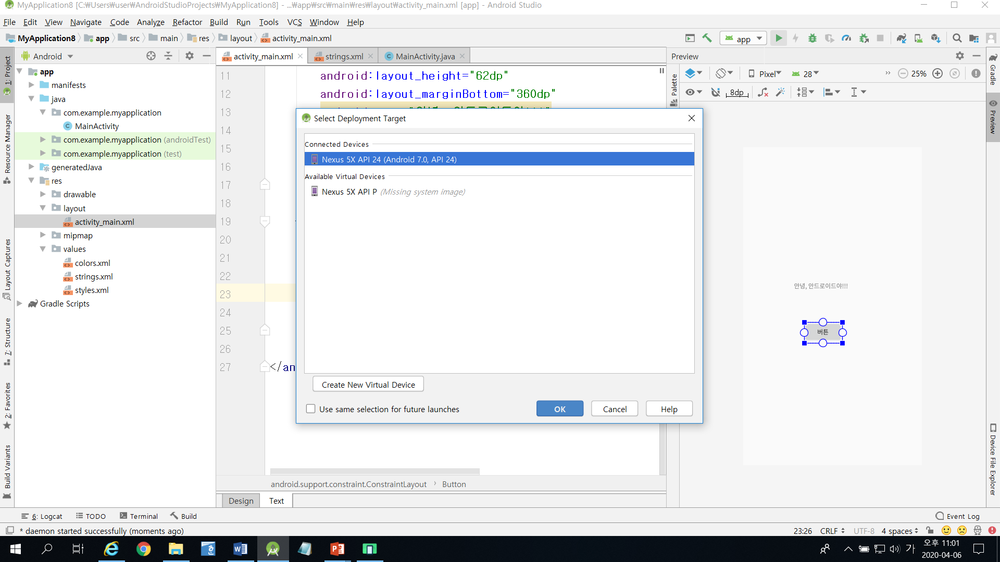 MyApplication8 [C:₩Users₩user₩AndroidStudioProjects₩MyApplication8] - ...₩app₩src₩main₩res₩layout₩activity_main.xml [app] - Android Studio
File Edit View Navigate Code Analyze Refactor Build Run Tools VCS Window Help
MyApplication8 app src main res layout activity_main.xml
app
Android
activity_main.xml strings.xml MainActivity.java
Preview
1: Project
Resource Manager
Layout Captures
7: Structure
2: Favorites
Build Variants
app
manifests
java
com.example.myapplication
MainActivity
com.example.myapplication (androidTest)
com.example.myapplication (test)
generatedJava
res
drawable
layout
activity_main.xml
mipmap
values
colors.xml
strings.xml
styles.xml
Gradle Scripts
11 android:layout_height="62dp"
12 android:layout_marginBottom="360dp"
13
14
15
16
17
18
19
20
21
22
23
24
25
26
27 </an
Select Deployment Target
Connected Devices
Nexus 5X API 24 (Android 7.0, API 24)
Available Virtual Devices
Nexus 5X API P (Missing system image)
Create New Virtual Device
Use same selection for future launches
OK Cancel Help
Palette
Pixel 28 >> 25%
8dp
안녕, 안드로이드야!!!
버튼
Gradle
Preview
Device File Explorer
android.support.constraint.ConstraintLayout › Button
Design Text
6: Logcat TODO Terminal Build Event Log
* daemon started successfully (moments ago) 23:26 CRLF UTF-8 4 spaces
가 오후 11:01
2020-04-06